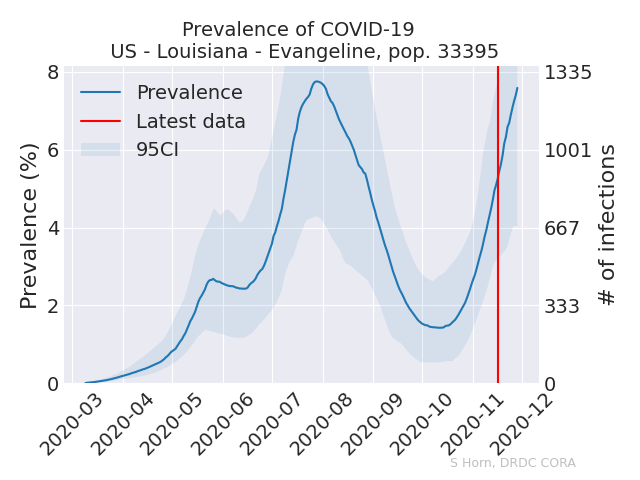 Prevalence of COVID-19
US - Louisiana - Evangeline, pop. 33395
Prevalence
Latest data
95CI
Prevalence (%)
8
6
4
2
0
1335
1001
667
333
0
# of infections
2020-03
2020-04
2020-05
2020-06
2020-07
2020-08
2020-09
2020-10
2020-11
2020-12
S Horn, DRDC CORA